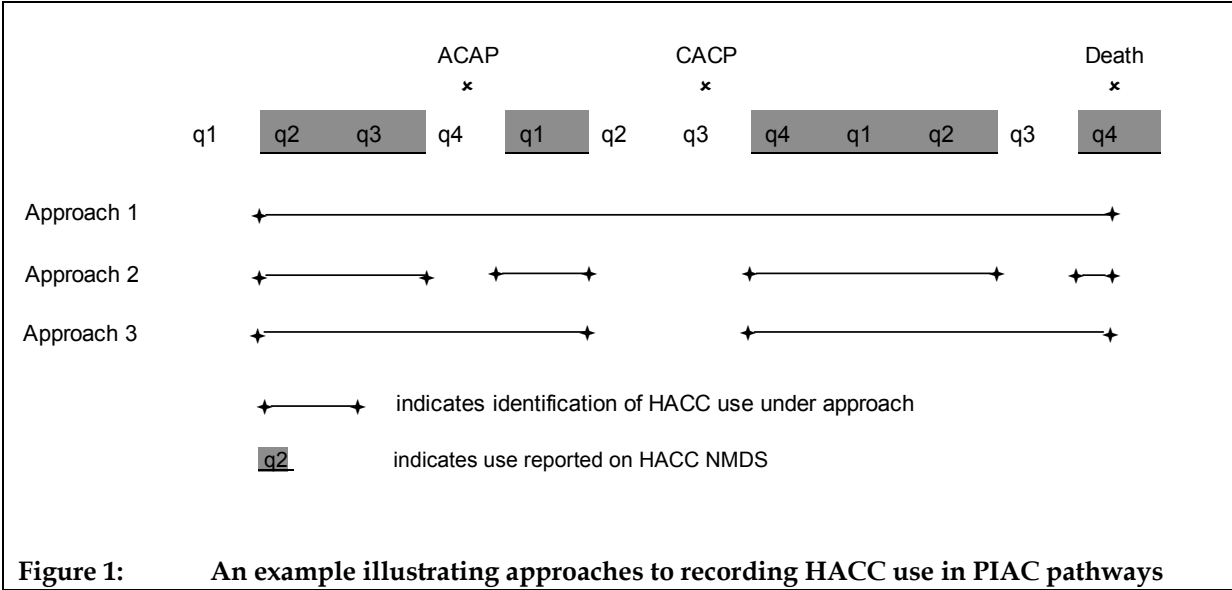 ACAP CACP Death
× × ×
q1 q2 q3 q4 q1 q2 q3 q4 q1 q2 q3 q4
Approach 1
Approach 2
Approach 3
indicates identification of HACC use under approach
q2 indicates use reported on HACC NMDS
Figure 1: An example illustrating approaches to recording HACC use in PIAC pathways